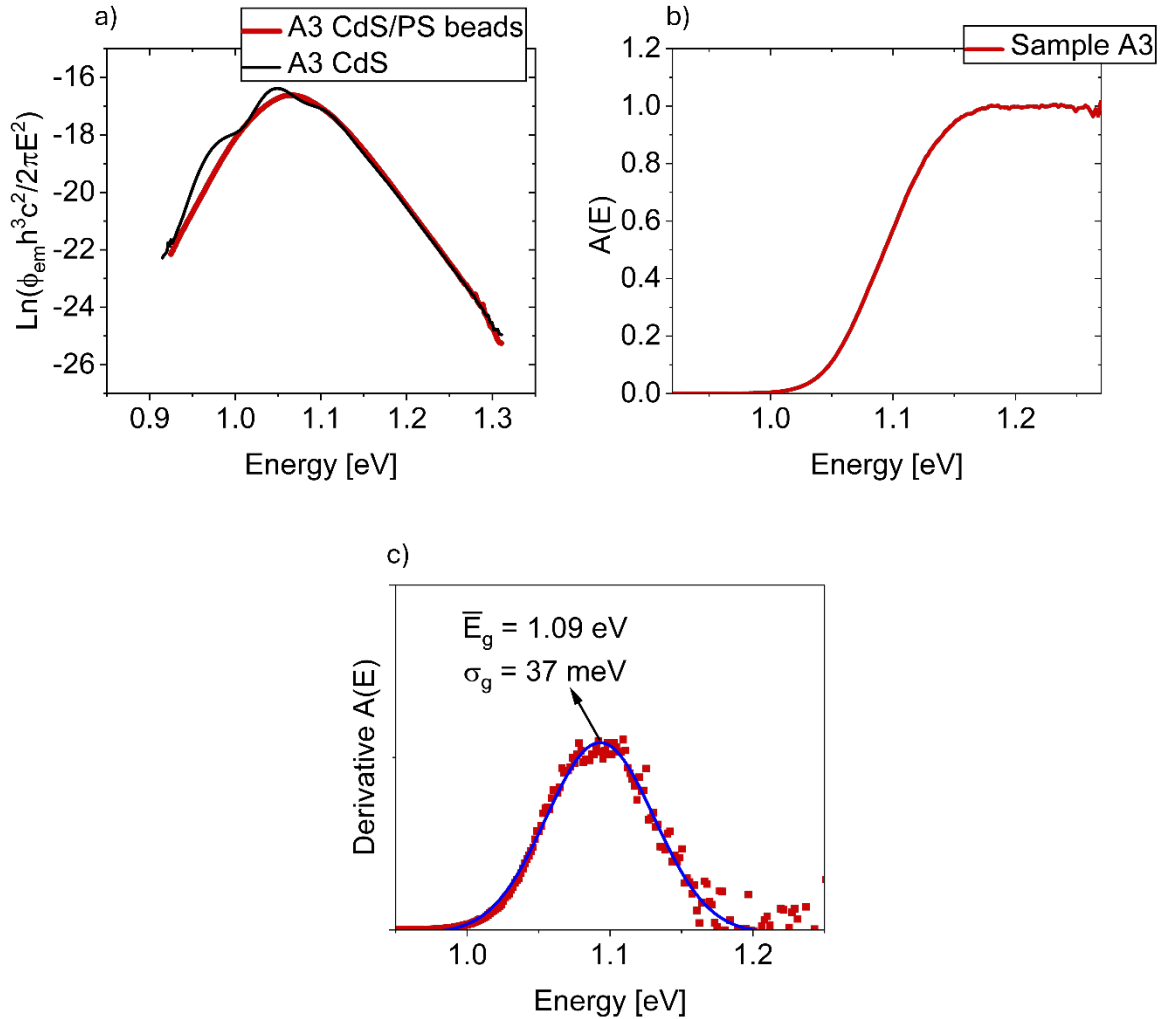 a)
A3 CdS/PS beads
A3 CdS
-16
-18
-20
-22
-24
-26
Ln(ϕemh³c²/2πE²)
0.9 1.0 1.1 1.2 1.3
Energy [eV]
b)
Sample A3
1.2
1.0
0.8
0.6
0.4
0.2
0.0
A(E)
1.0 1.1 1.2
Energy [eV]
c)
E̅g = 1.09 eV
σg = 37 meV
Derivative A(E)
1.0 1.1 1.2
Energy [eV]